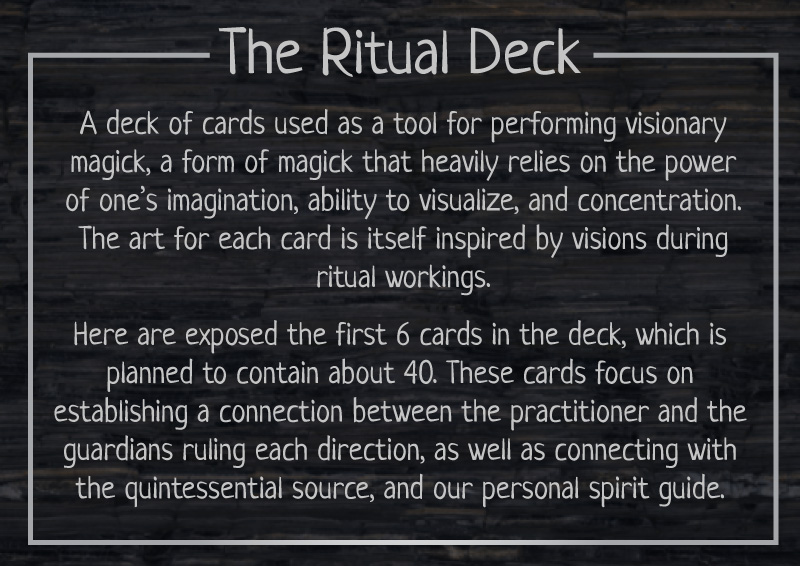 The Ritual Deck
A deck of cards used as a tool for performing visionary
magick, a form of magick that heavily relies on the power
of one’s imagination, ability to visualize, and concentration.
The art for each card is itself inspired by visions during
ritual workings.
Here are exposed the first 6 cards in the deck, which is
planned to contain about 40. These cards focus on
establishing a connection between the practitioner and the
guardians ruling each direction, as well as connecting with
the quintessential source, and our personal spirit guide.